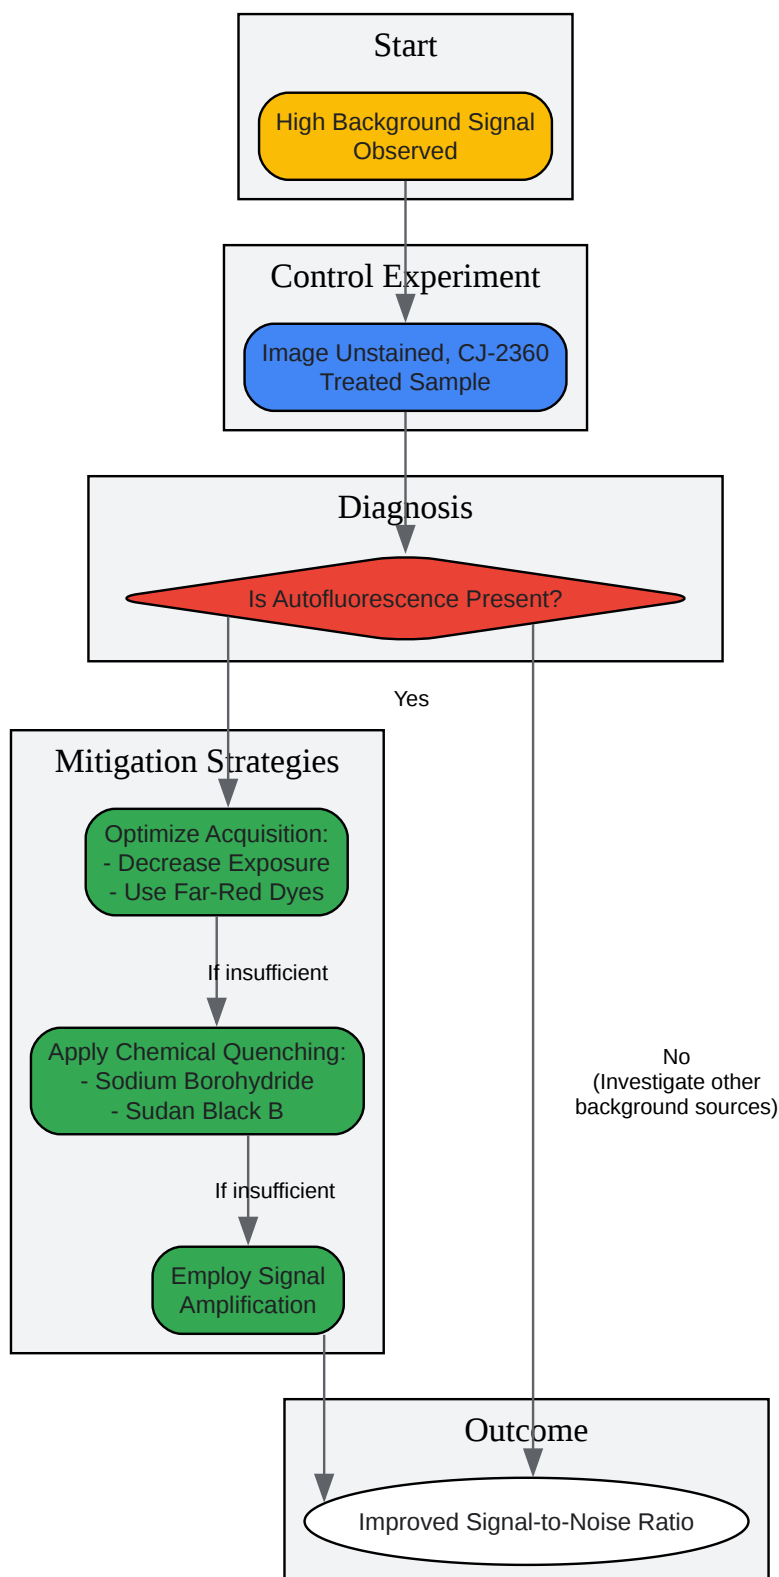 Start
High Background Signal
Observed
Control Experiment
Image Unstained, CJ-2360
Treated Sample
Diagnosis
Is Autofluorescence Present?
Yes
Mitigation Strategies
Optimize Acquisition:
- Decrease Exposure
- Use Far-Red Dyes
If insufficient
Apply Chemical Quenching:
- Sodium Borohydride
- Sudan Black B
No
(Investigate other
background sources)
If insufficient
Employ Signal
Amplification
Outcome
Improved Signal-to-Noise Ratio